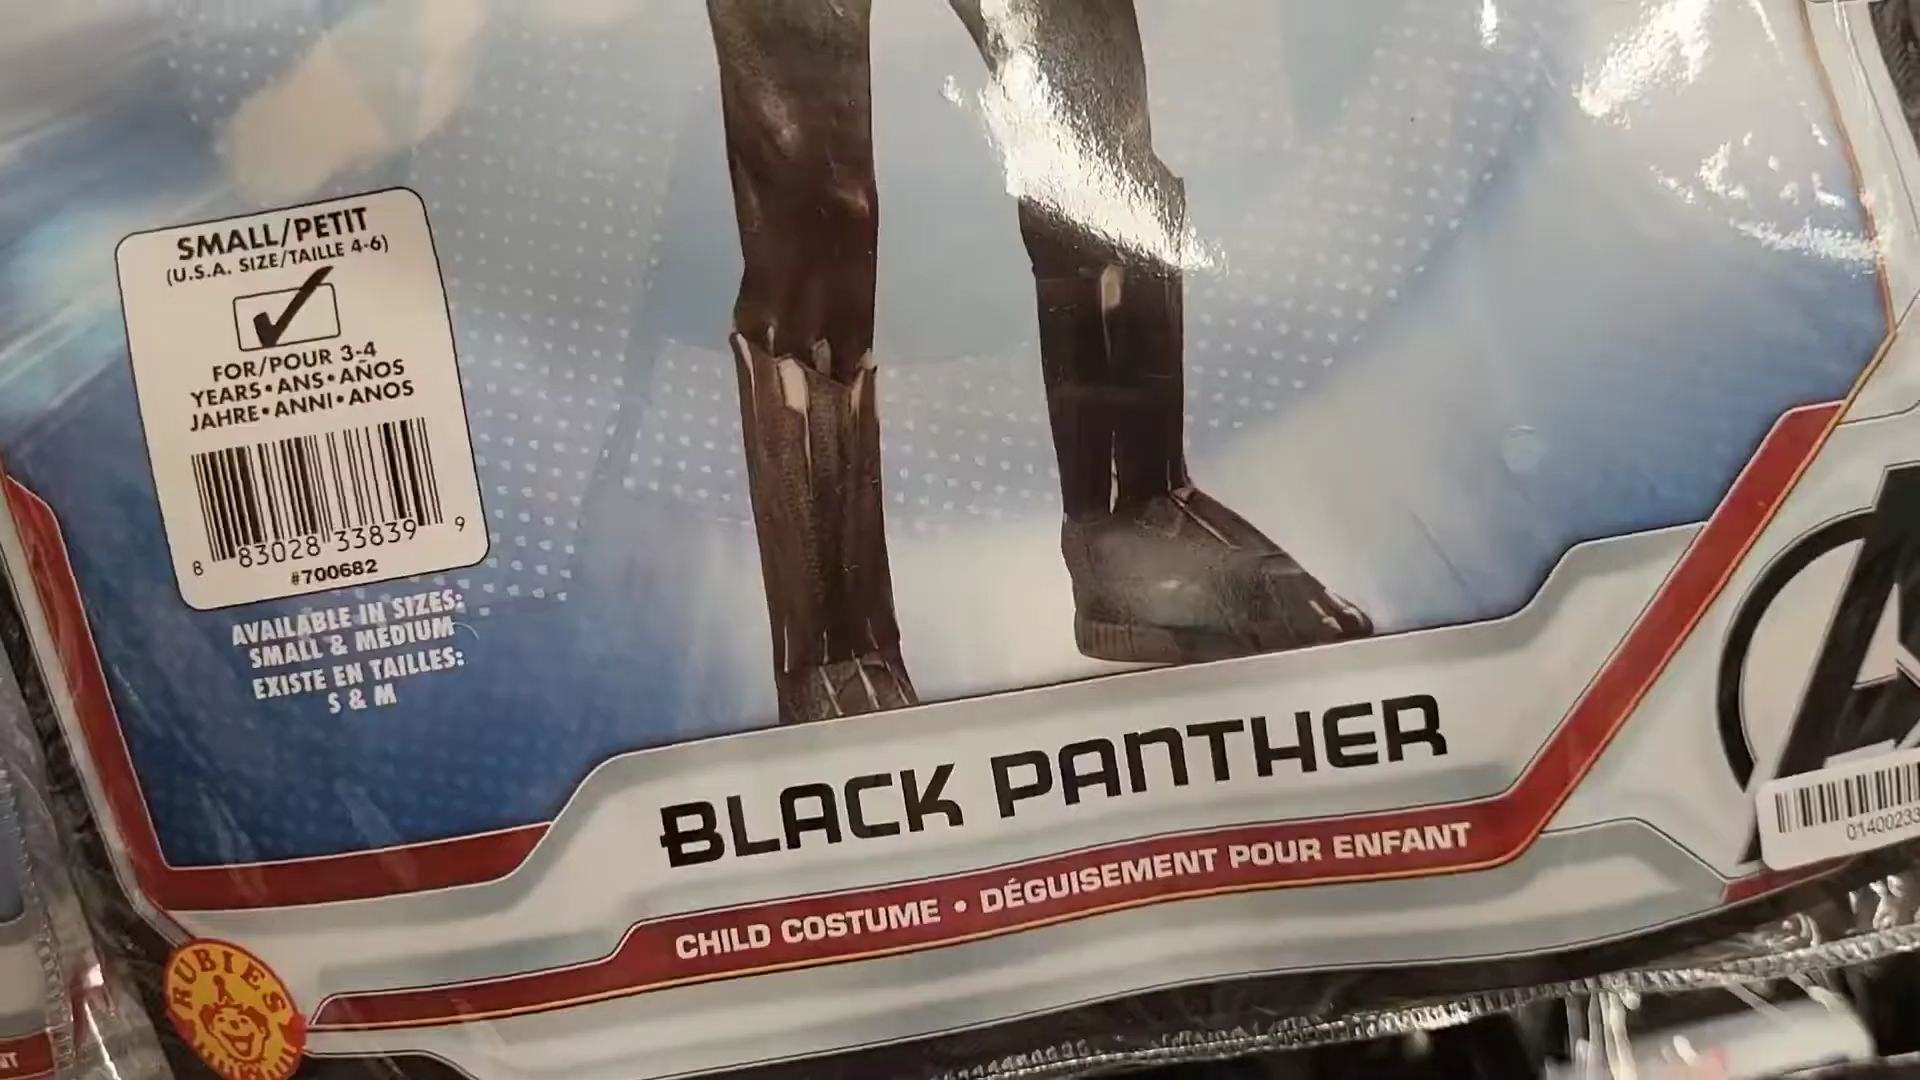 SMALL/PETIT
(U.S.A. SIZE/TAILLE 4-6)
FOR/POUR 3-4
YEARS•ANS•AÑOS
JAHRE•ANNI•ANOS
8 83028 33839 9
#700682
AVAILABLE IN SIZES:
SMALL & MEDIUM
EXISTE EN TAILLES:
S & M
BLACK PANTHER
CHILD COSTUME • DÉGUISEMENT POUR ENFANT
RUBIES